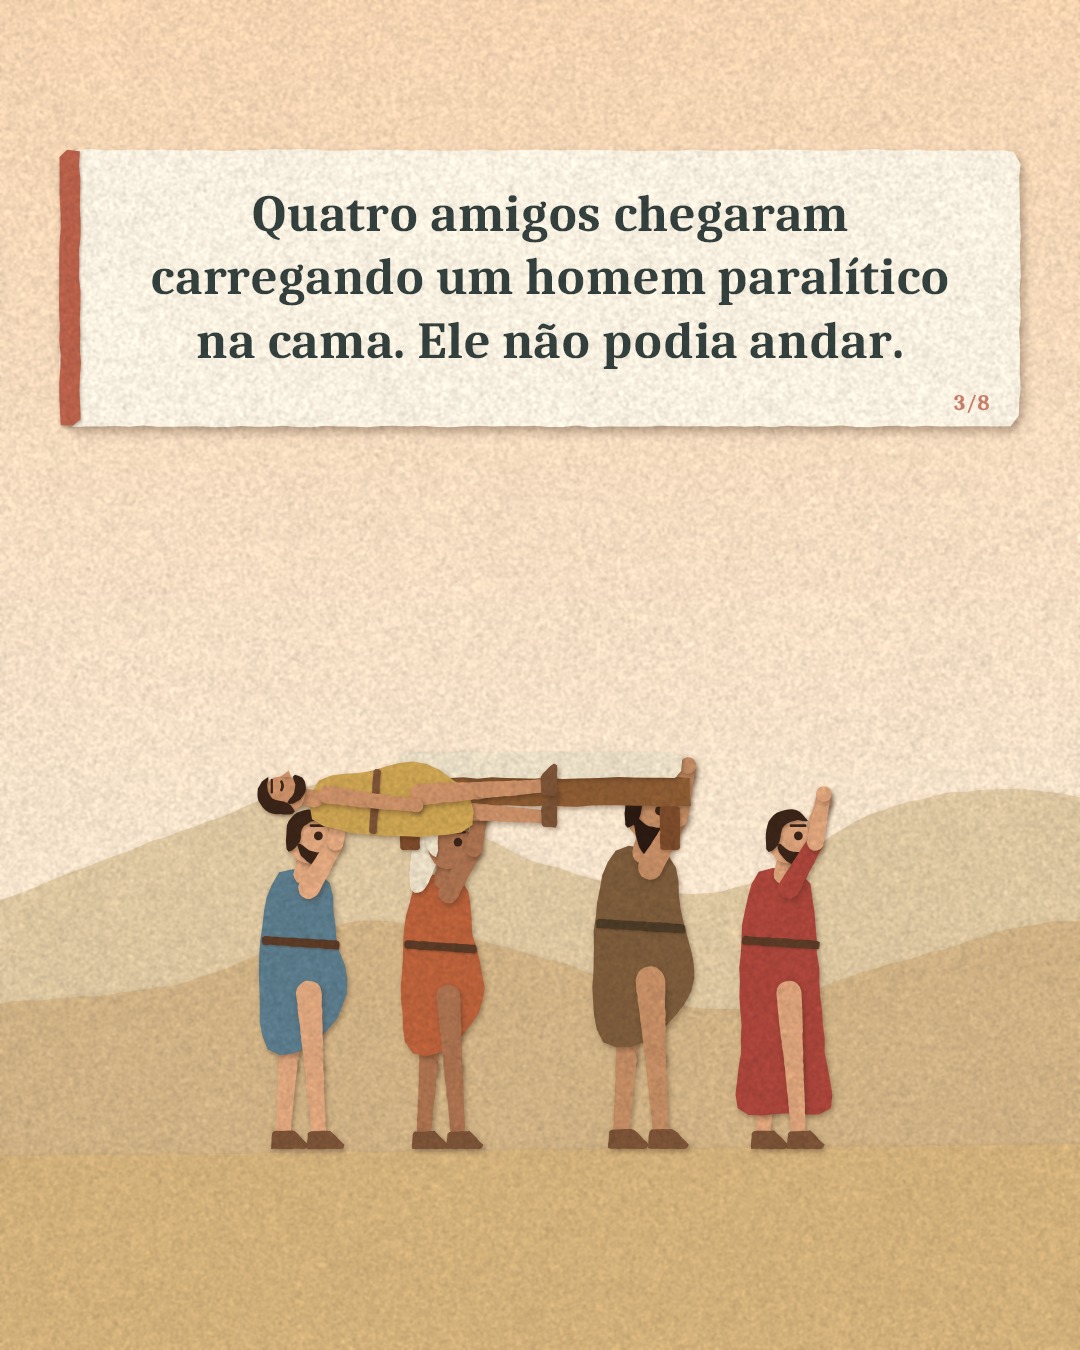 Quatro amigos chegaram
carregando um homem paralítico
na cama. Ele não podia andar.
3/8